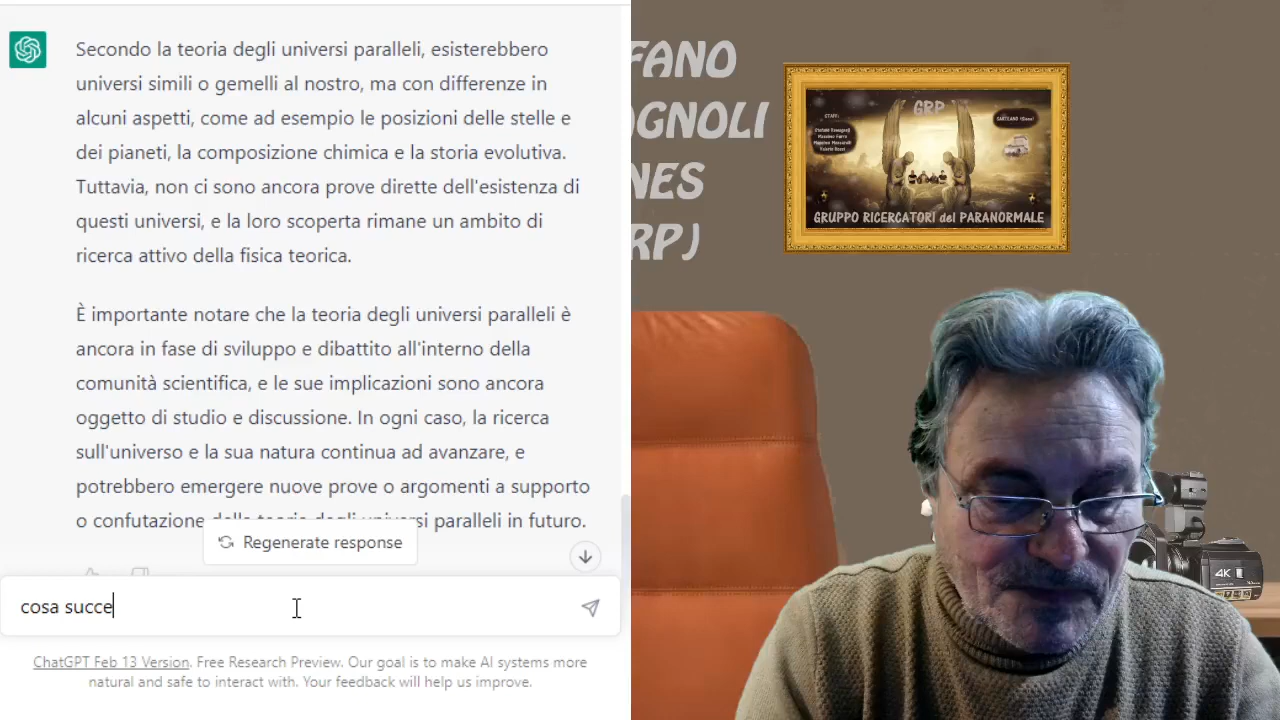 Secondo la teoria degli universi paralleli, esisterebbero
universi simili o gemelli al nostro, ma con differenze in
alcuni aspetti, come ad esempio le posizioni delle stelle e
dei pianeti, la composizione chimica e la storia evolutiva.
Tuttavia, non ci sono ancora prove dirette dell'esistenza di
questi universi, e la loro scoperta rimane un ambito di
ricerca attivo della fisica teorica.
È importante notare che la teoria degli universi paralleli è
ancora in fase di sviluppo e dibattito all'interno della
comunità scientifica, e le sue implicazioni sono ancora
oggetto di studio e discussione. In ogni caso, la ricerca
sull'universo e la sua natura continua ad avanzare, e
potrebbero emergere nuove prove o argomenti a supporto
o confutazione della teoria degli universi paralleli in futuro.
Regenerate response
cosa succe
ChatGPT Feb 13 Version. Free Research Preview. Our goal is to make AI systems more
natural and safe to interact with. Your feedback will help us improve.
FANO
GNOLI
NES
RP)
GRP
STAFF:
GRUPPO RICERCATORI del PARANORMALE
4K